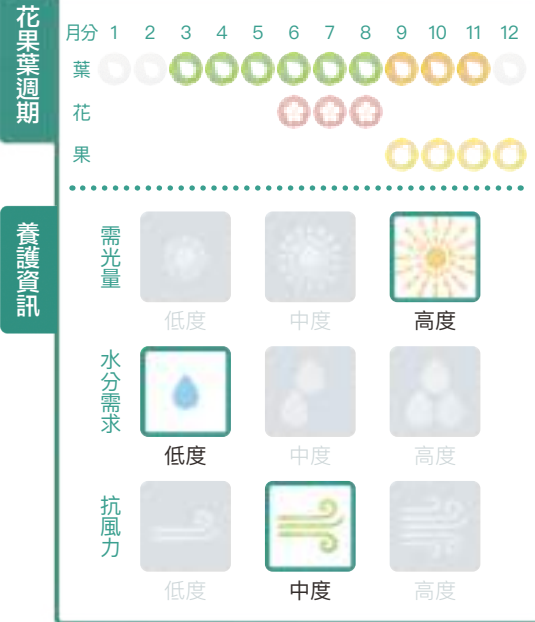 花果葉週期
月分 1 2 3 4 5 6 7 8 9 10 11 12
葉
花
果
養護資訊
需光量
低度 中度 高度
水分需求
低度 中度 高度
抗風力
低度 中度 高度